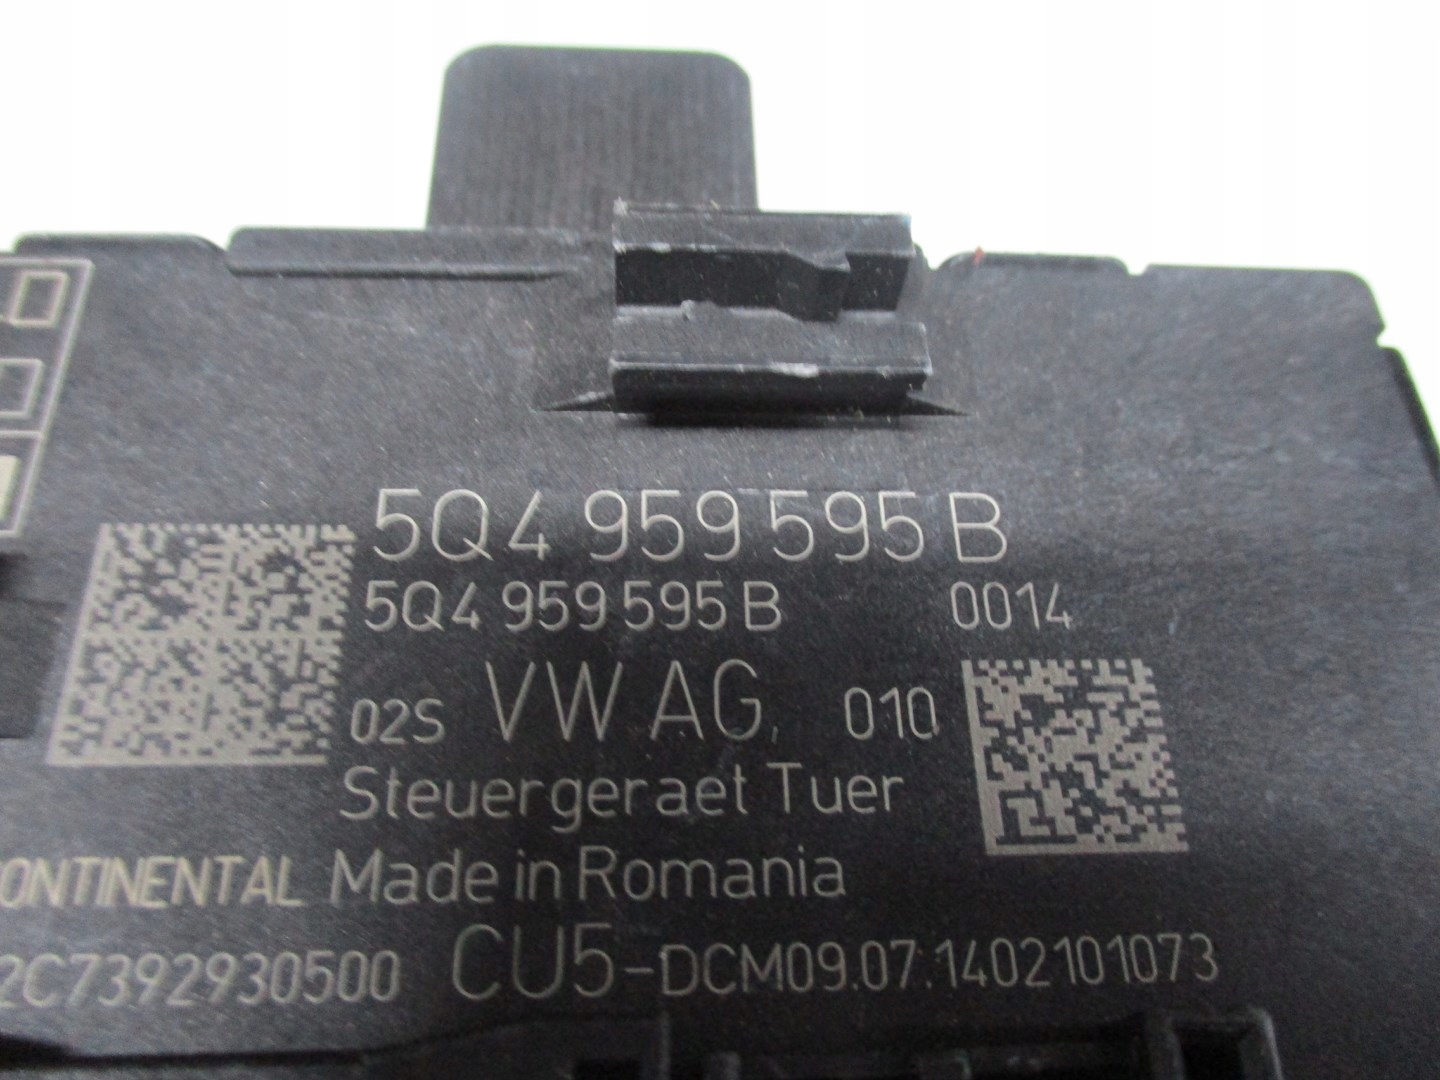 5Q4 959 595 B
5Q4 959 595 B 0014
02S VW AG. 010
Steuergeraet Tuer
CONTINENTAL Made in Romania
2C7392930500 CU5-DCM09.07.1402101073